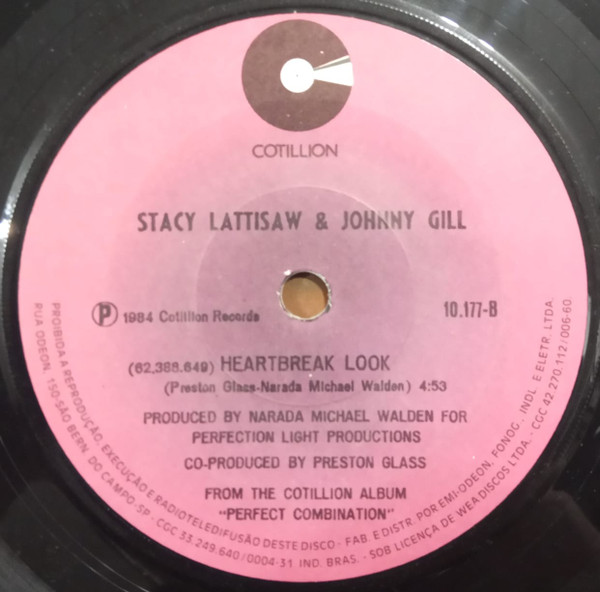 COTILLION
STACY LATTISAW & JOHNNY GILL
Ⓟ 1984 Cotillion Records
10.177-B
(62,386.649) HEARTBREAK LOOK
(Preston Glass-Narada Michael Walden) 4:53
PRODUCED BY NARADA MICHAEL WALDEN FOR
PERFECTION LIGHT PRODUCTIONS
CO-PRODUCED BY PRESTON GLASS
FROM THE COTILLION ALBUM
"PERFECT COMBINATION"
PROIBIDA A REPRODUÇÃO, EXECUÇÃO E RADIOTELEDIFUSÃO DESTE DISCO - FAB. E DISTR. POR EMI-ODEON. FONOG., INDL. E ELETR. LTDA.
RUA ODEON, 150-SÃO BERN. DO CAMPO-SP - CGC 33.249.640/0004-31 IND. BRAS. - SOB LICENÇA DE WEA DISCOS LTDA. - CGC 42.270.112/006-60